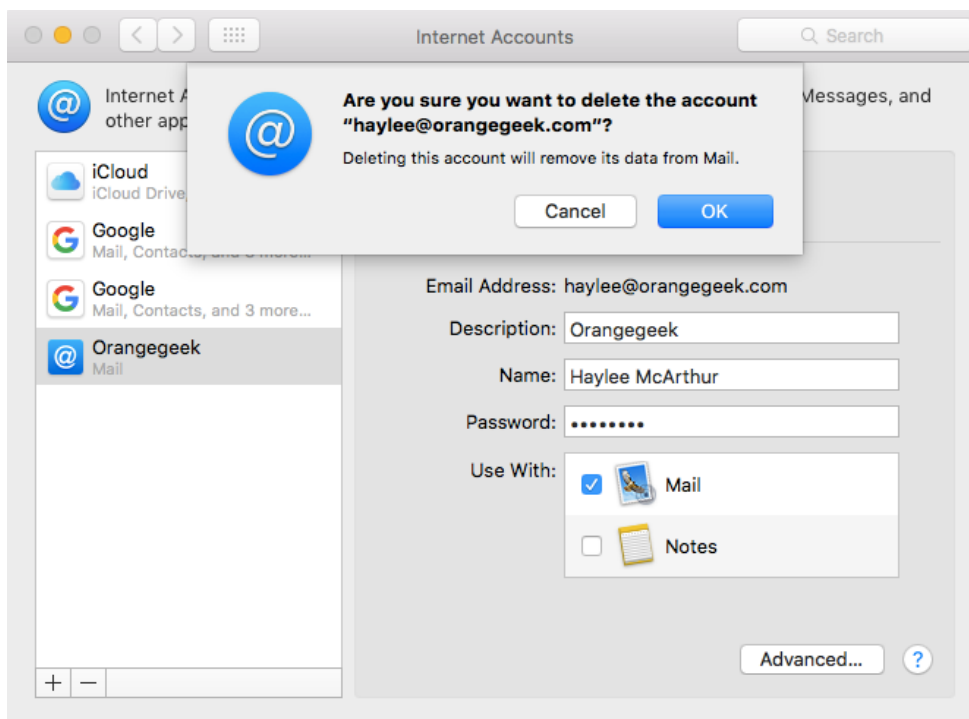 Internet Accounts
Search
Internet A
other app
Messages, and
Are you sure you want to delete the account
“haylee@orangegeek.com”?
Deleting this account will remove its data from Mail.
Cancel
OK
iCloud
iCloud Drive,
Google
Mail, Contacts, and 3 more...
Google
Mail, Contacts, and 3 more...
Orangegeek
Mail
Email Address: haylee@orangegeek.com
Description: Orangegeek
Name: Haylee McArthur
Password: ••••••••
Use With:
Mail
Notes
Advanced... ?
+ −